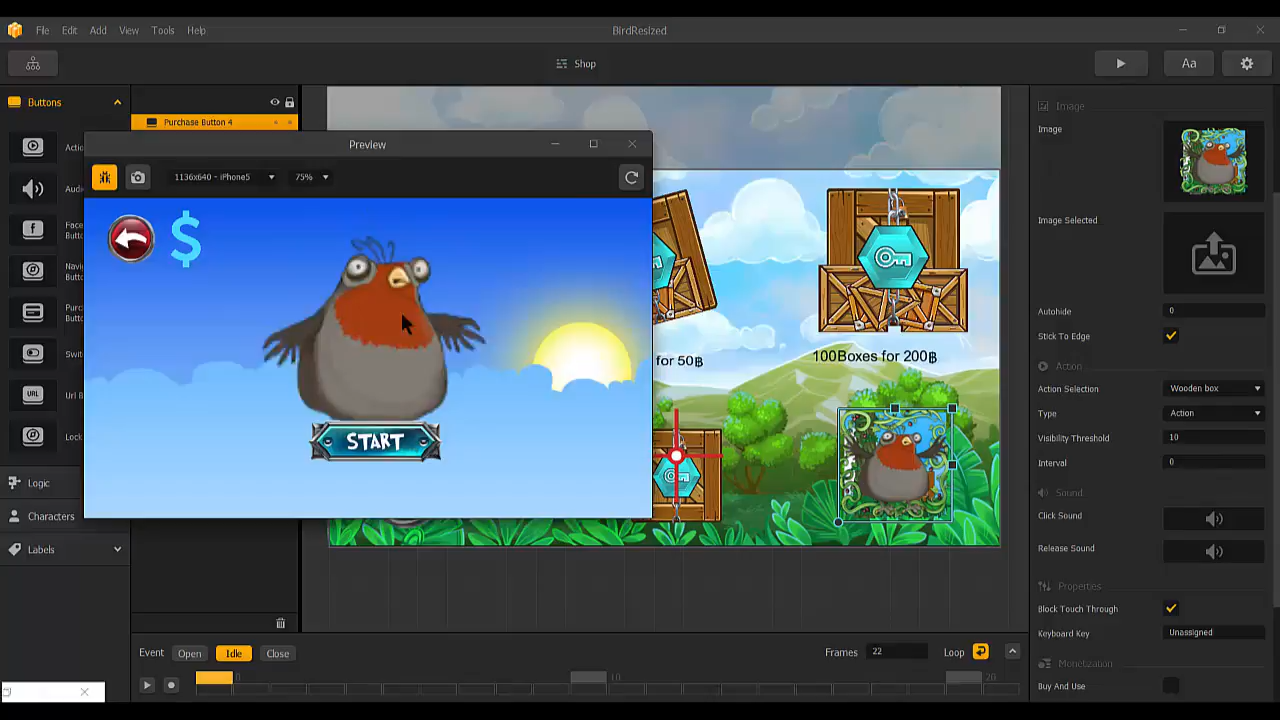 File Edit Add View Tools Help
BirdResized
Shop
Aa
Buttons
Purchase Button 4
Preview
1136x640 - iPhone5
75%
$
START
for 50฿
100Boxes for 200฿
Logic
Characters
Labels
Image
Image
Image Selected
Autohide 0
Stick To Edge
Action
Action Selection Wooden box
Type Action
Visibility Threshold 10
Interval 0
Sound
Click Sound
Release Sound
Properties
Block Touch Through
Keyboard Key Unassigned
Monetization
Buy And Use
Event Open Idle Close
Frames 22 Loop
0 10 20